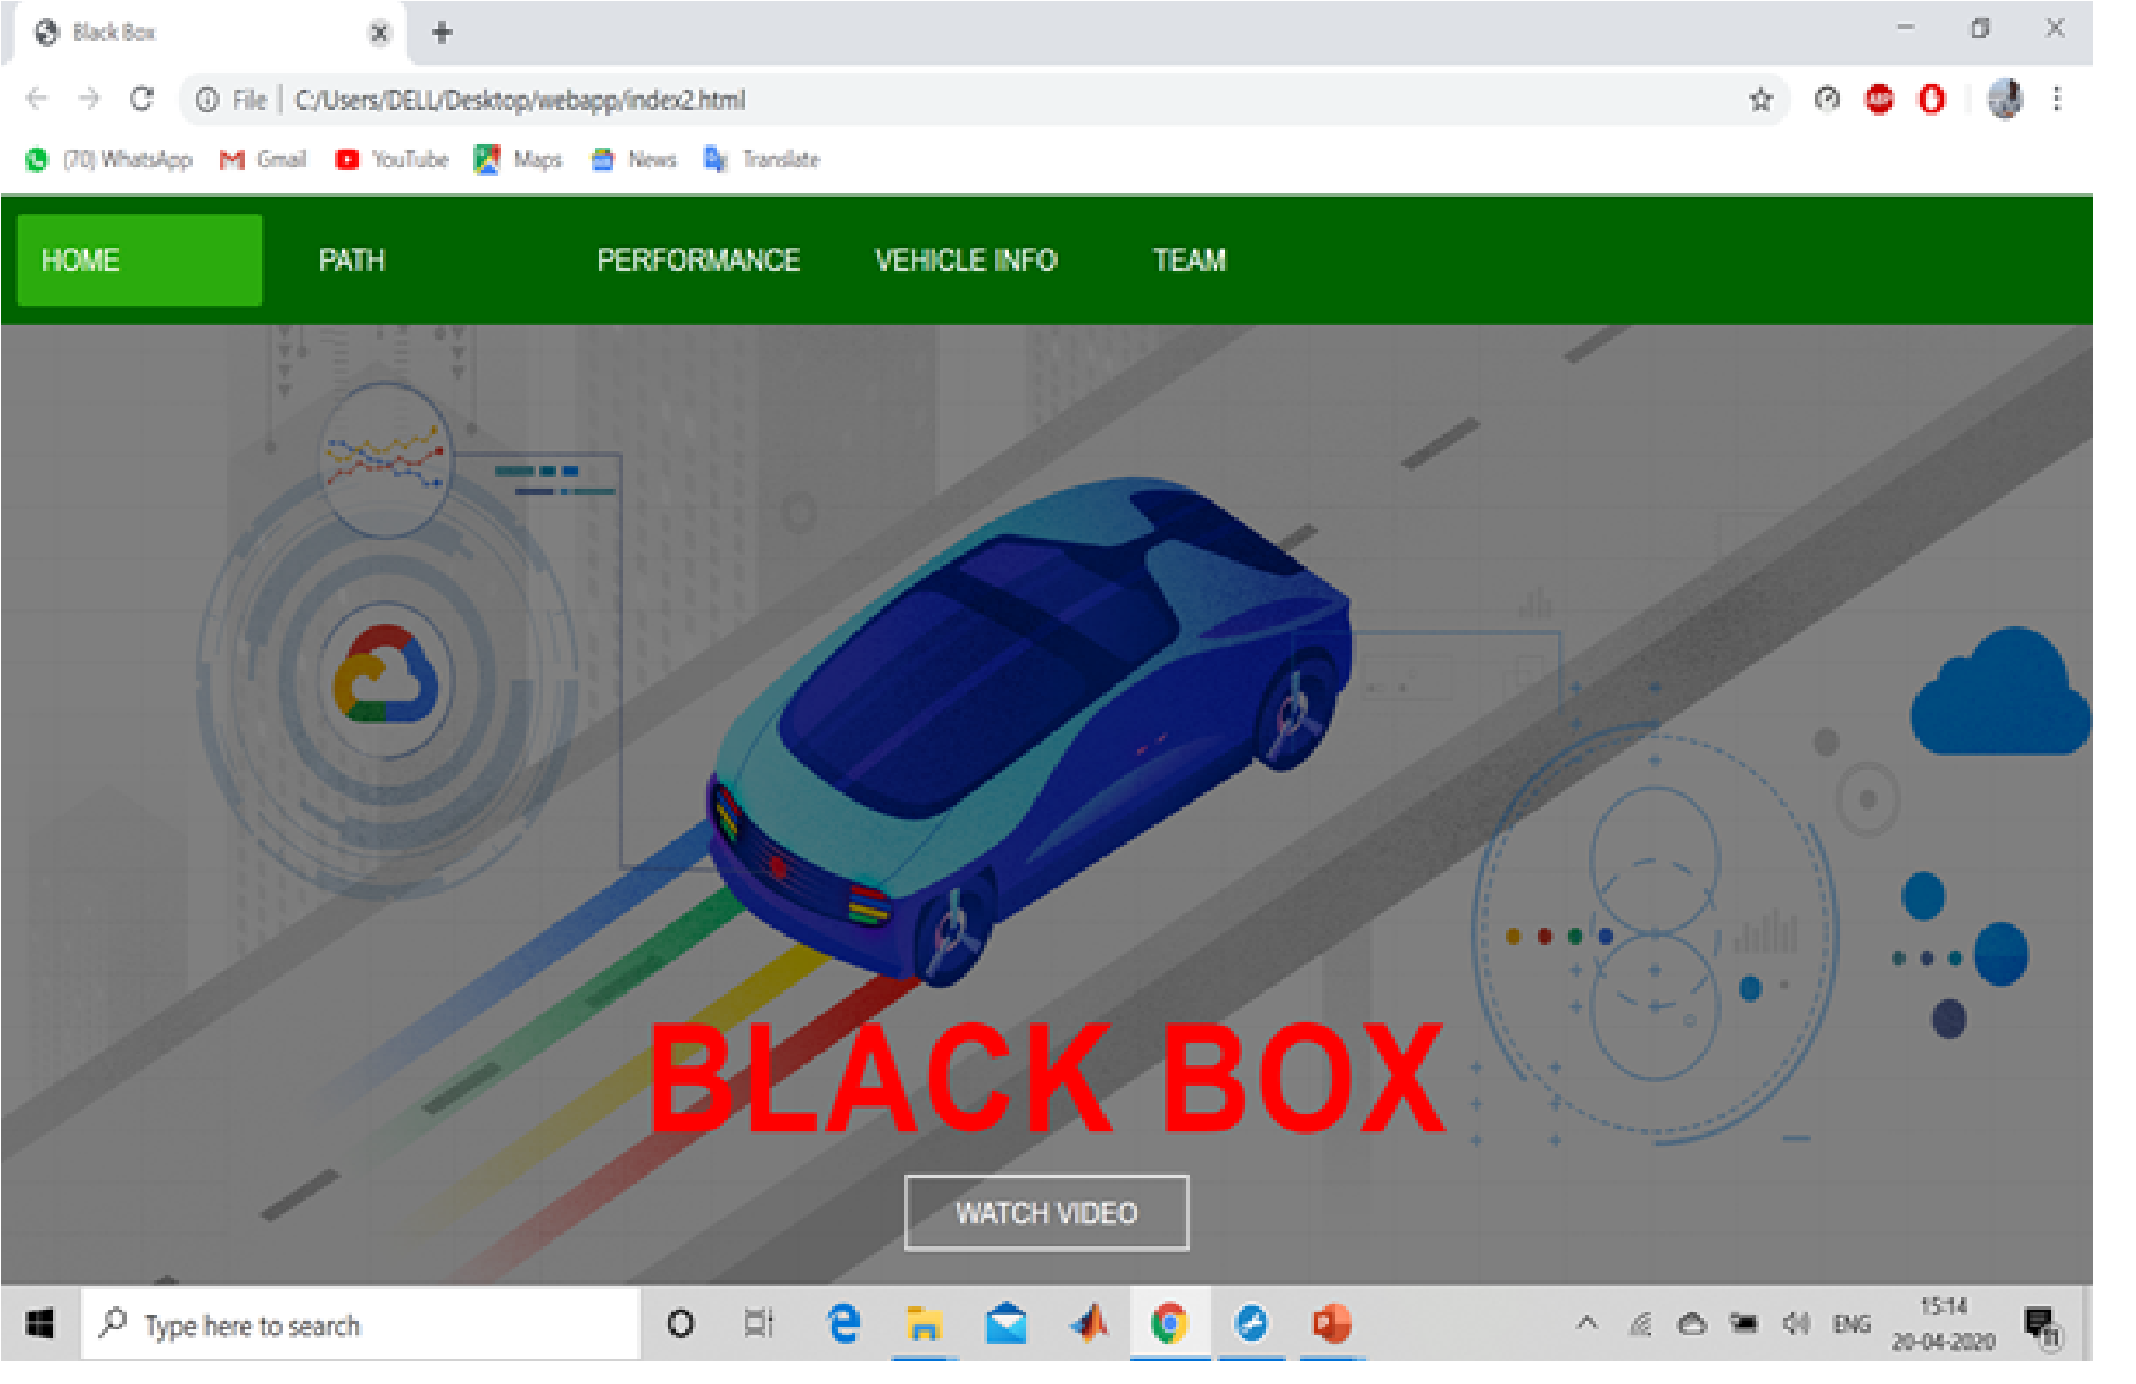 Black Box
File | C:/Users/DELL/Desktop/webapp/index2.html
ABP
(70) WhatsApp Gmail YouTube Maps News Translate
HOME PATH PERFORMANCE VEHICLE INFO TEAM
BLACK BOX
WATCH VIDEO
Type here to search
ENG
15:14
20-04-2020